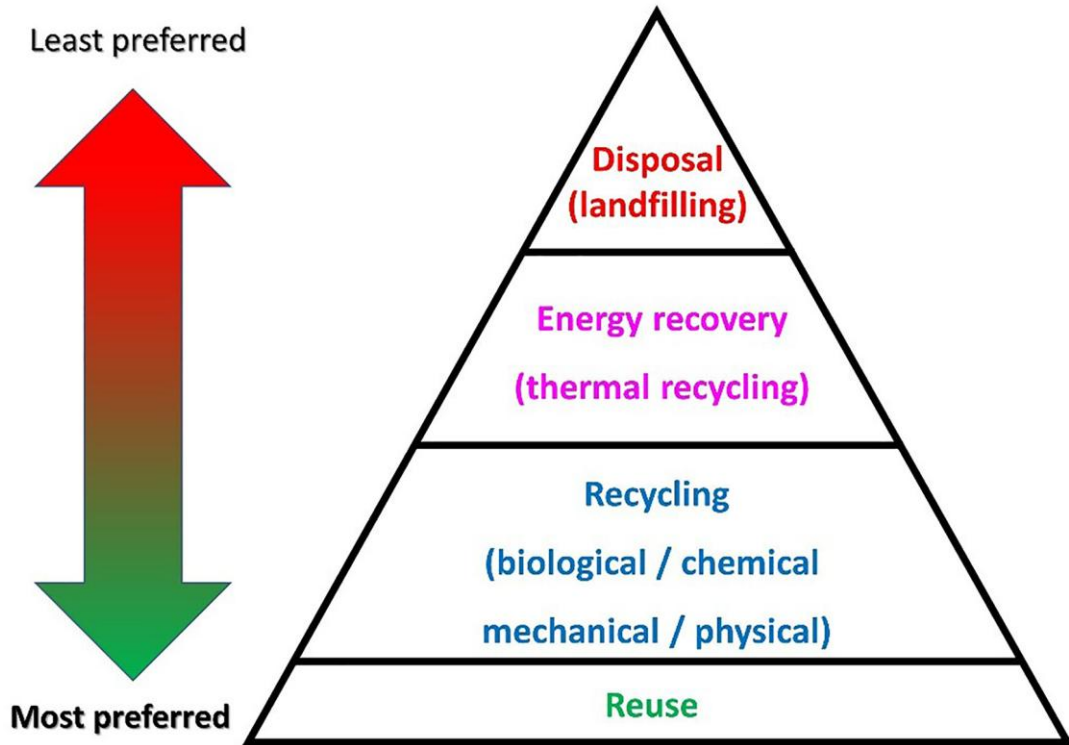 Least preferred
Disposal
(landfilling)
Energy recovery
(thermal recycling)
Recycling
(biological / chemical
mechanical / physical)
Reuse
Most preferred